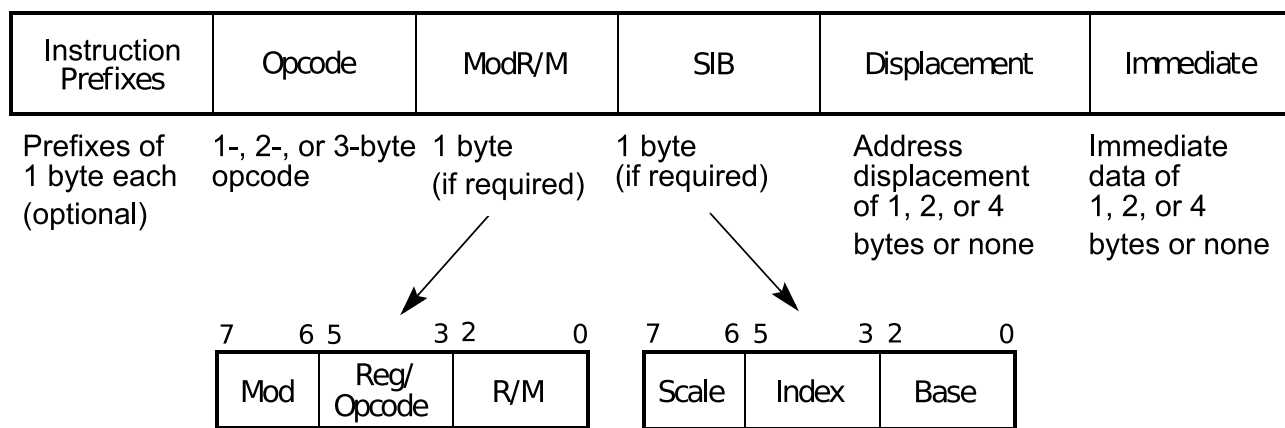 Instruction
Prefixes
Opcode
ModR/M
SIB
Displacement
Immediate
Prefixes of
1 byte each
(optional)
1-, 2-, or 3-byte
opcode
1 byte
(if required)
1 byte
(if required)
Address
displacement
of 1, 2, or 4
bytes or none
Immediate
data of
1, 2, or 4
bytes or none
7 6 5 3 2 0
Mod
Reg/
Opcode
R/M
7 6 5 3 2 0
Scale
Index
Base